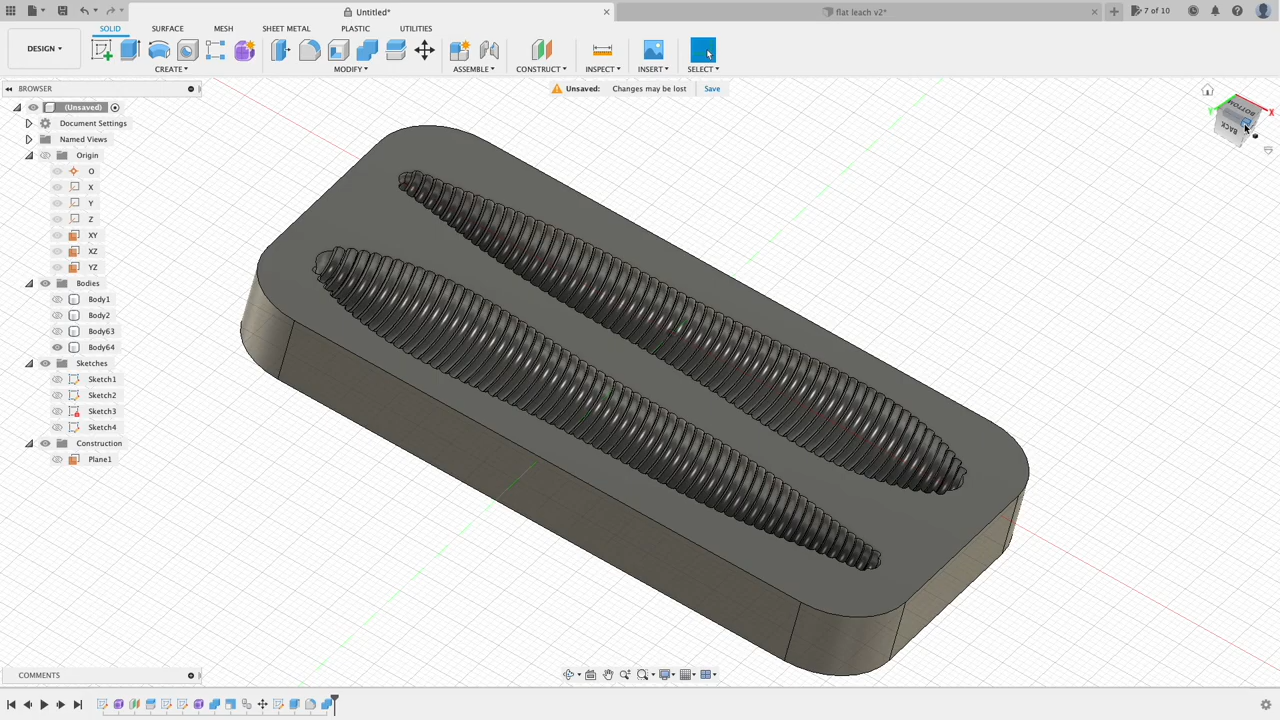 Untitled*
flat leach v2*
7 of 10
DESIGN
SOLID
SURFACE
MESH
SHEET METAL
PLASTIC
UTILITIES
CREATE
MODIFY
ASSEMBLE
CONSTRUCT
INSPECT
INSERT
SELECT
BROWSER
Unsaved:
Changes may be lost
Save
(Unsaved)
Document Settings
Named Views
Origin
O
X
Y
Z
XY
XZ
YZ
Bodies
Body1
Body2
Body63
Body64
Sketches
Sketch1
Sketch2
Sketch3
Sketch4
Construction
Plane1
BOTTOM
BACK
X
Y
COMMENTS